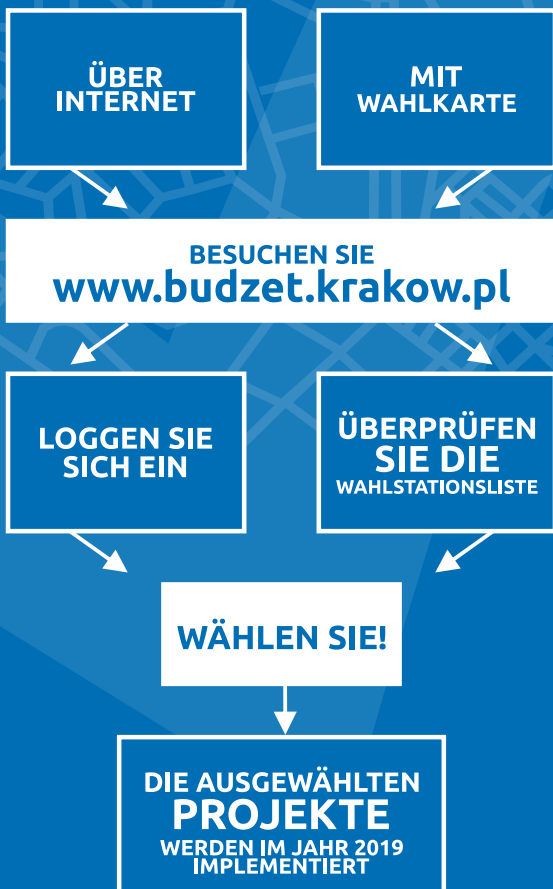 ÜBER
INTERNET
MIT
WAHLKARTE
BESUCHEN SIE
www.budzet.krakow.pl
LOGGEN SIE
SICH EIN
ÜBERPRÜFEN
SIE DIE
WAHLSTATIONSLISTE
WÄHLEN SIE!
DIE AUSGEWÄHLTEN
PROJEKTE
WERDEN IM JAHR 2019
IMPLEMENTIERT